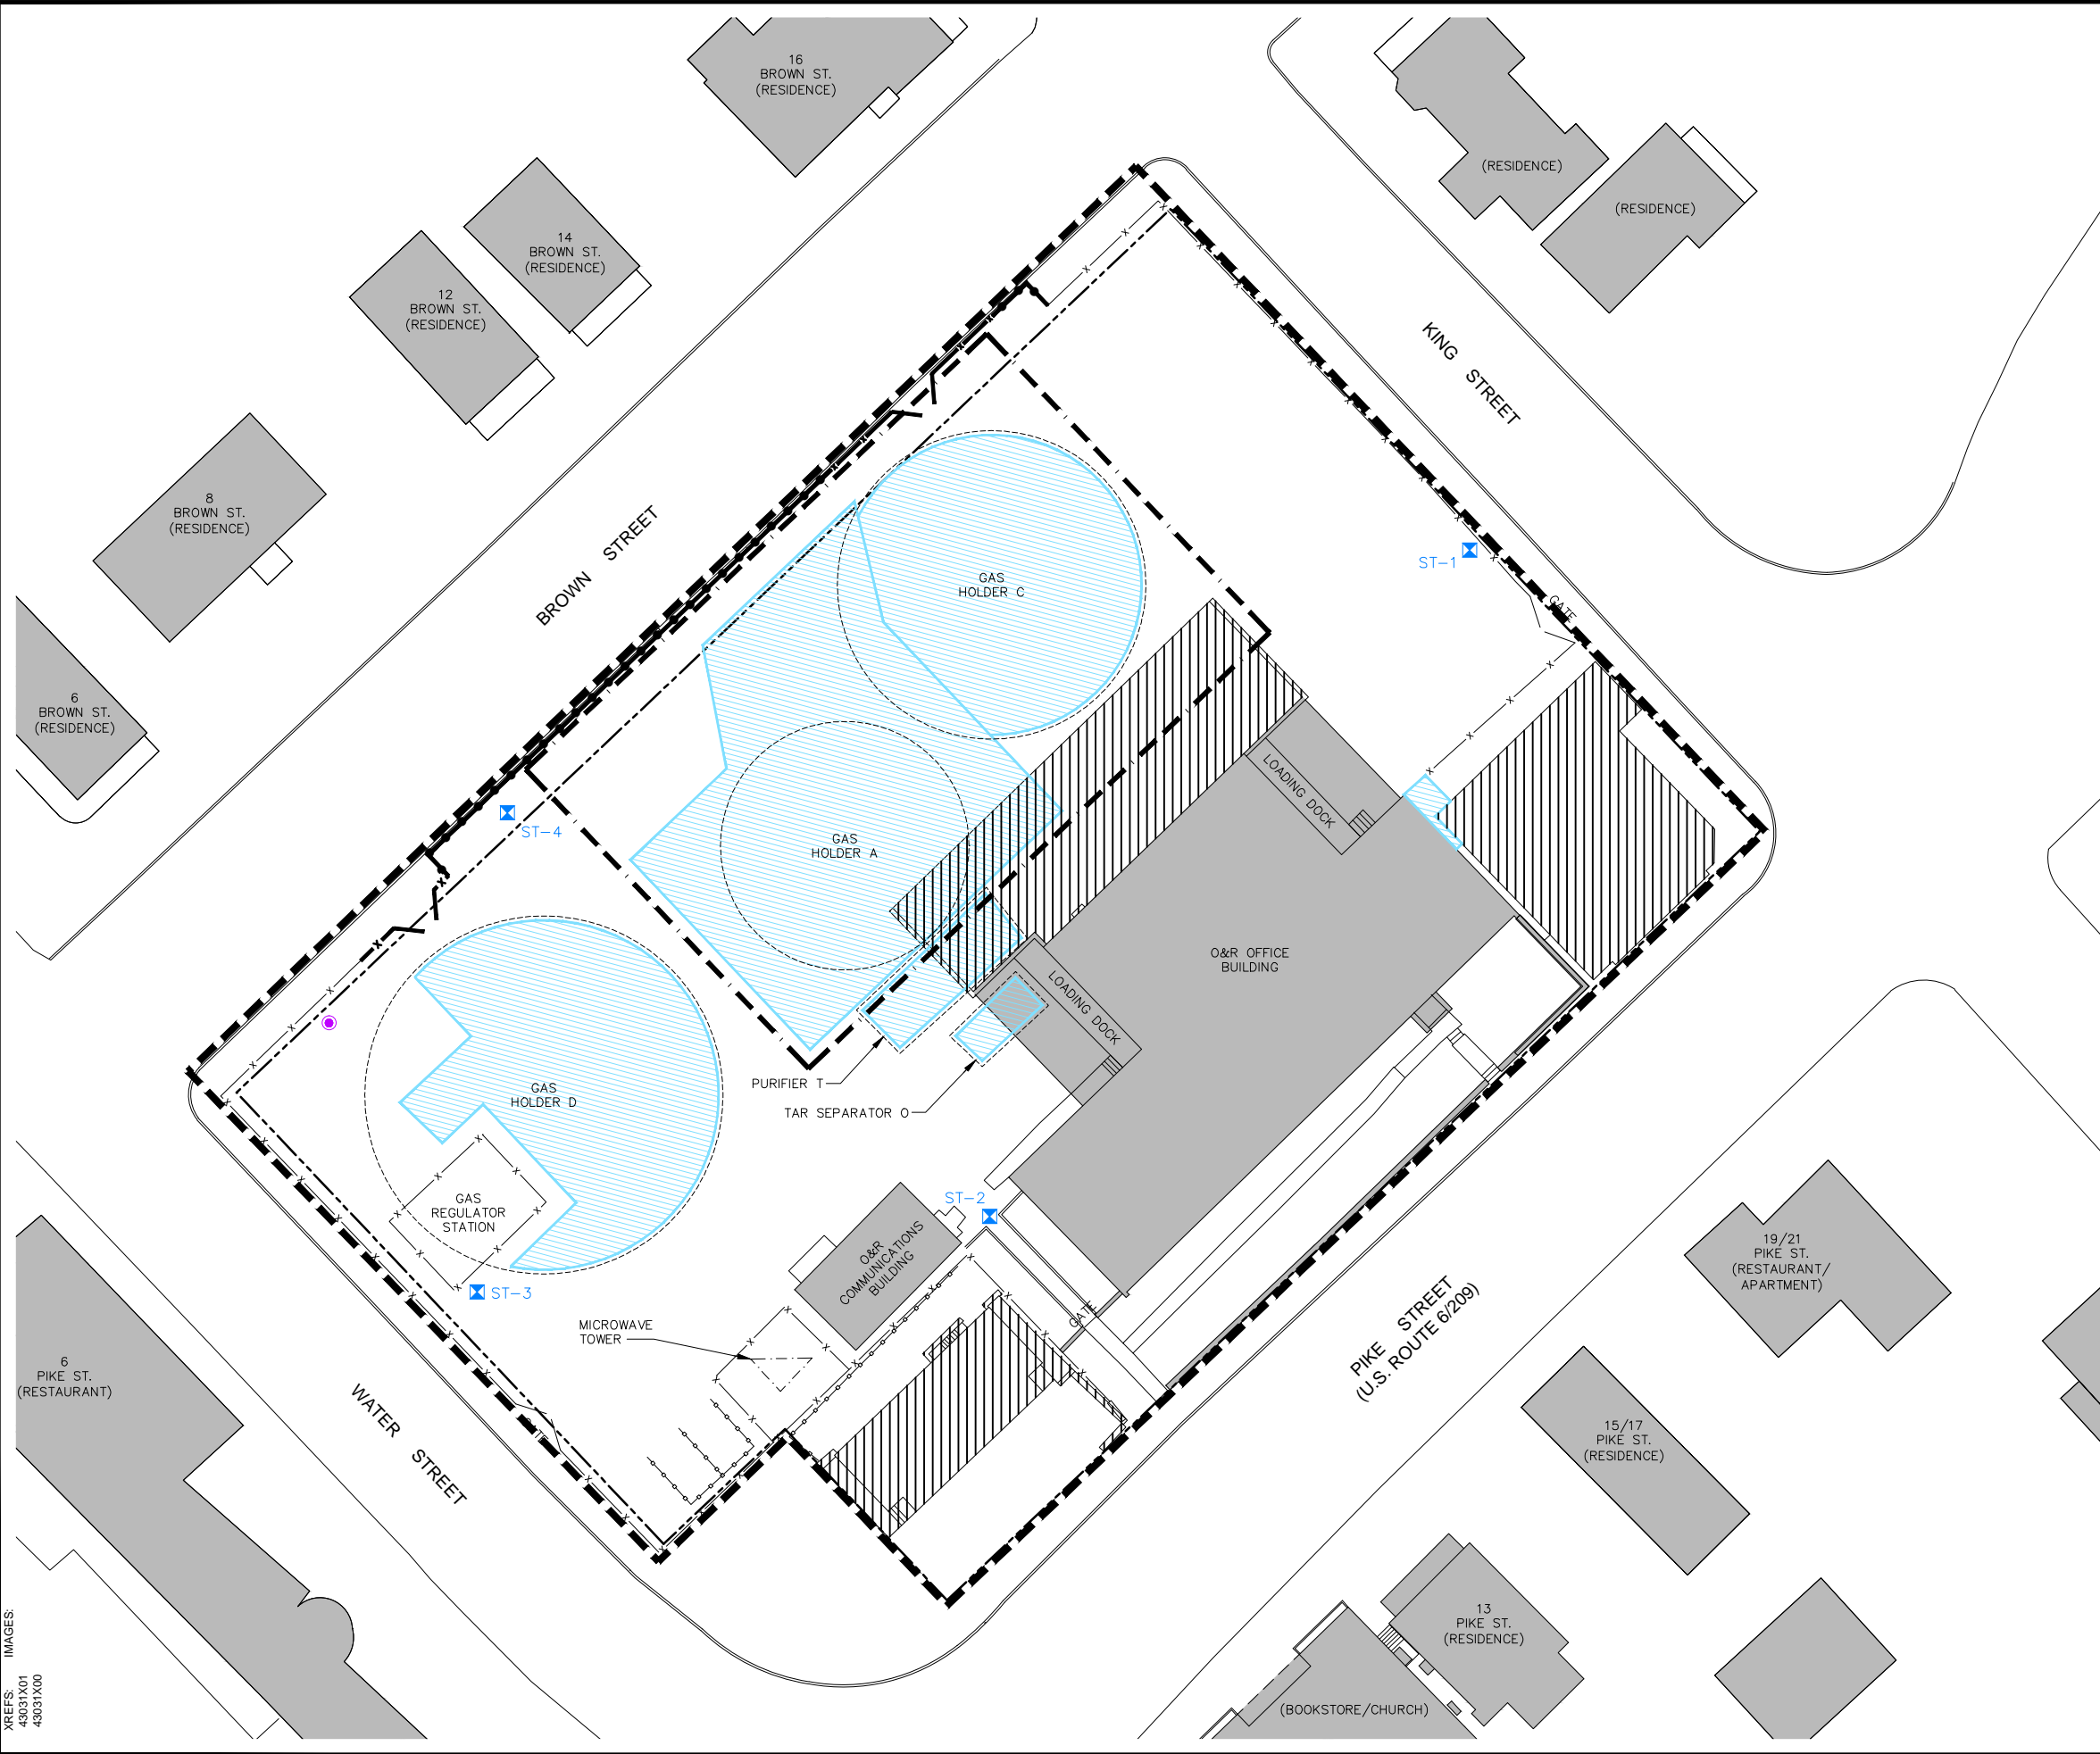 16
BROWN ST.
(RESIDENCE)
(RESIDENCE)
(RESIDENCE)
14
BROWN ST.
(RESIDENCE)
12
BROWN ST.
(RESIDENCE)
KING STREET
8
BROWN ST.
(RESIDENCE)
BROWN STREET
ST-1
GAS
HOLDER C
GATE
6
BROWN ST.
(RESIDENCE)
LOADING DOCK
ST-4
GAS
HOLDER A
O&R OFFICE
BUILDING
LOADING DOCK
PURIFIER T
TAR SEPARATOR O
GAS
HOLDER D
GAS
REGULATOR
STATION
ST-2
O&R
COMMUNICATIONS
BUILDING
19/21
PIKE ST.
(RESTAURANT/
APARTMENT)
ST-3
MICROWAVE
TOWER
GATE
PIKE STREET
(U.S. ROUTE 6/209)
6
PIKE ST.
(RESTAURANT)
WATER STREET
15/17
PIKE ST.
(RESIDENCE)
13
PIKE ST.
(RESIDENCE)
(BOOKSTORE/CHURCH)
IMAGES:
XREFS:
43031X01
43031X00